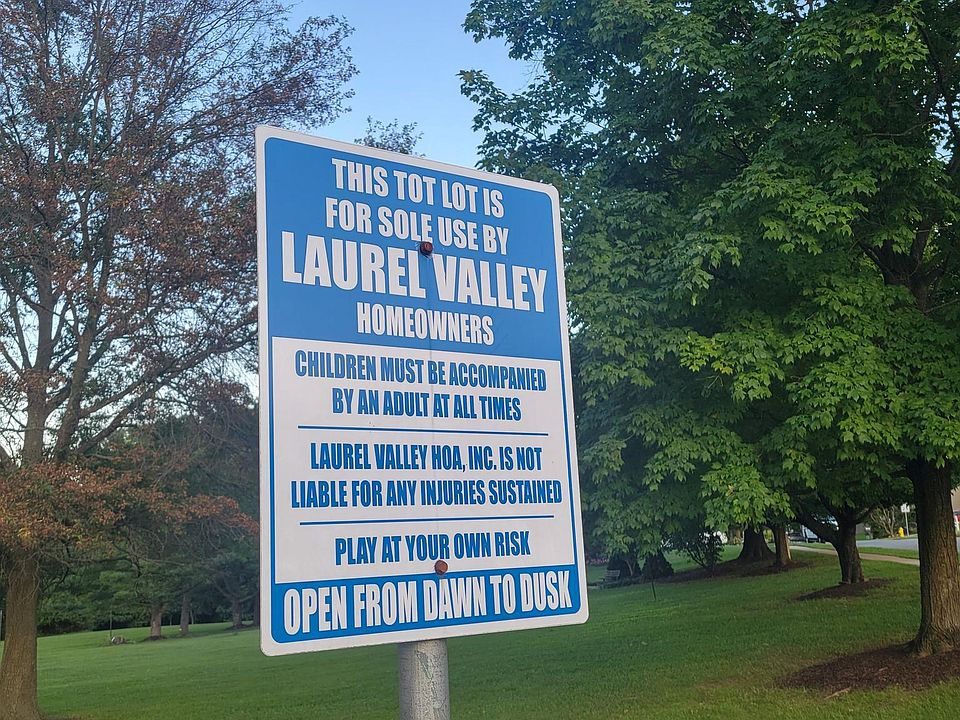 THIS TOT LOT IS
FOR SOLE USE BY
LAUREL VALLEY
HOMEOWNERS
CHILDREN MUST BE ACCOMPANIED
BY AN ADULT AT ALL TIMES
LAUREL VALLEY HOA, INC. IS NOT
LIABLE FOR ANY INJURIES SUSTAINED
PLAY AT YOUR OWN RISK
OPEN FROM DAWN TO DUSK